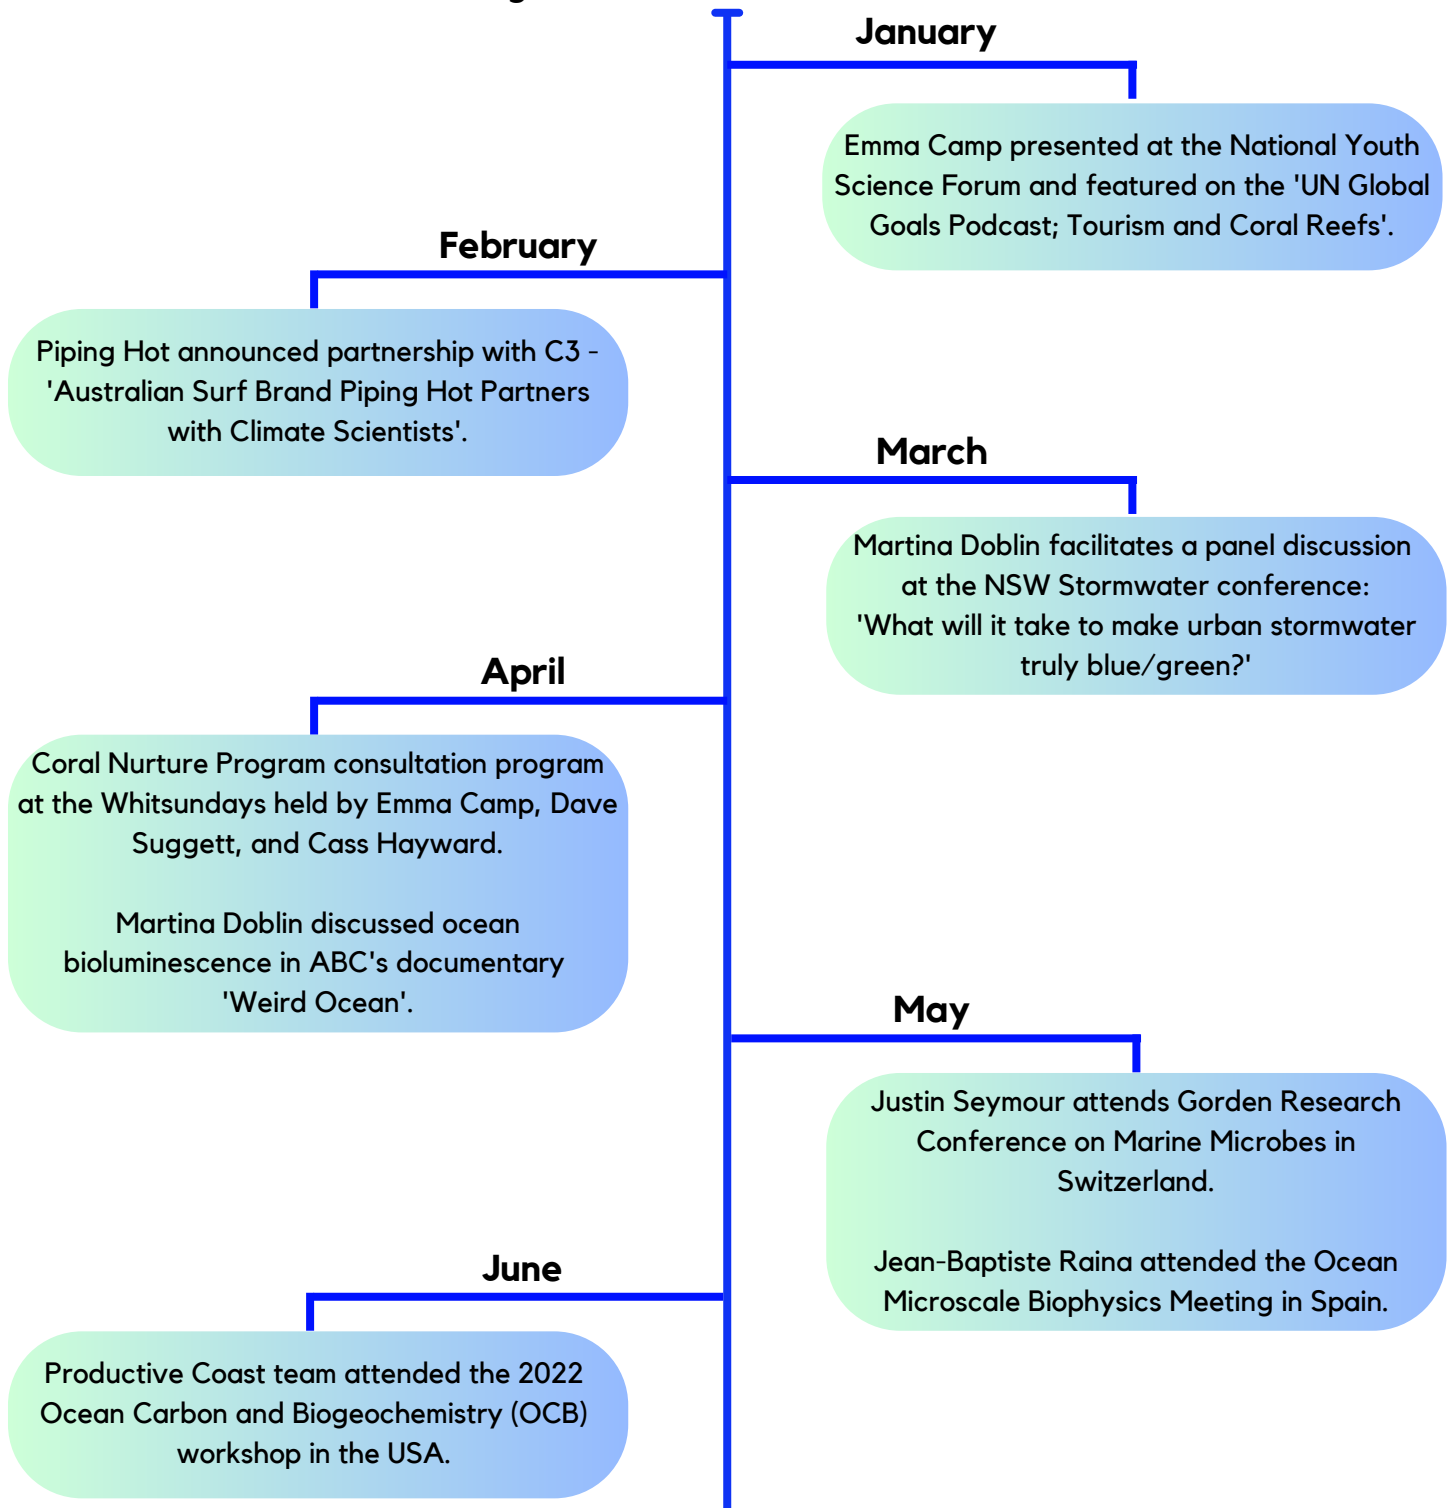 January
Emma Camp presented at the National Youth
Science Forum and featured on the 'UN Global
Goals Podcast; Tourism and Coral Reefs'.
February
Piping Hot announced partnership with C3 -
'Australian Surf Brand Piping Hot Partners
with Climate Scientists'.
March
Martina Doblin facilitates a panel discussion
at the NSW Stormwater conference:
'What will it take to make urban stormwater
truly blue/green?'
April
Coral Nurture Program consultation program
at the Whitsundays held by Emma Camp, Dave
Suggett, and Cass Hayward.
Martina Doblin discussed ocean
bioluminescence in ABC's documentary
'Weird Ocean'.
May
Justin Seymour attends Gorden Research
Conference on Marine Microbes in
Switzerland.
Jean-Baptiste Raina attended the Ocean
Microscale Biophysics Meeting in Spain.
June
Productive Coast team attended the 2022
Ocean Carbon and Biogeochemistry (OCB)
workshop in the USA.